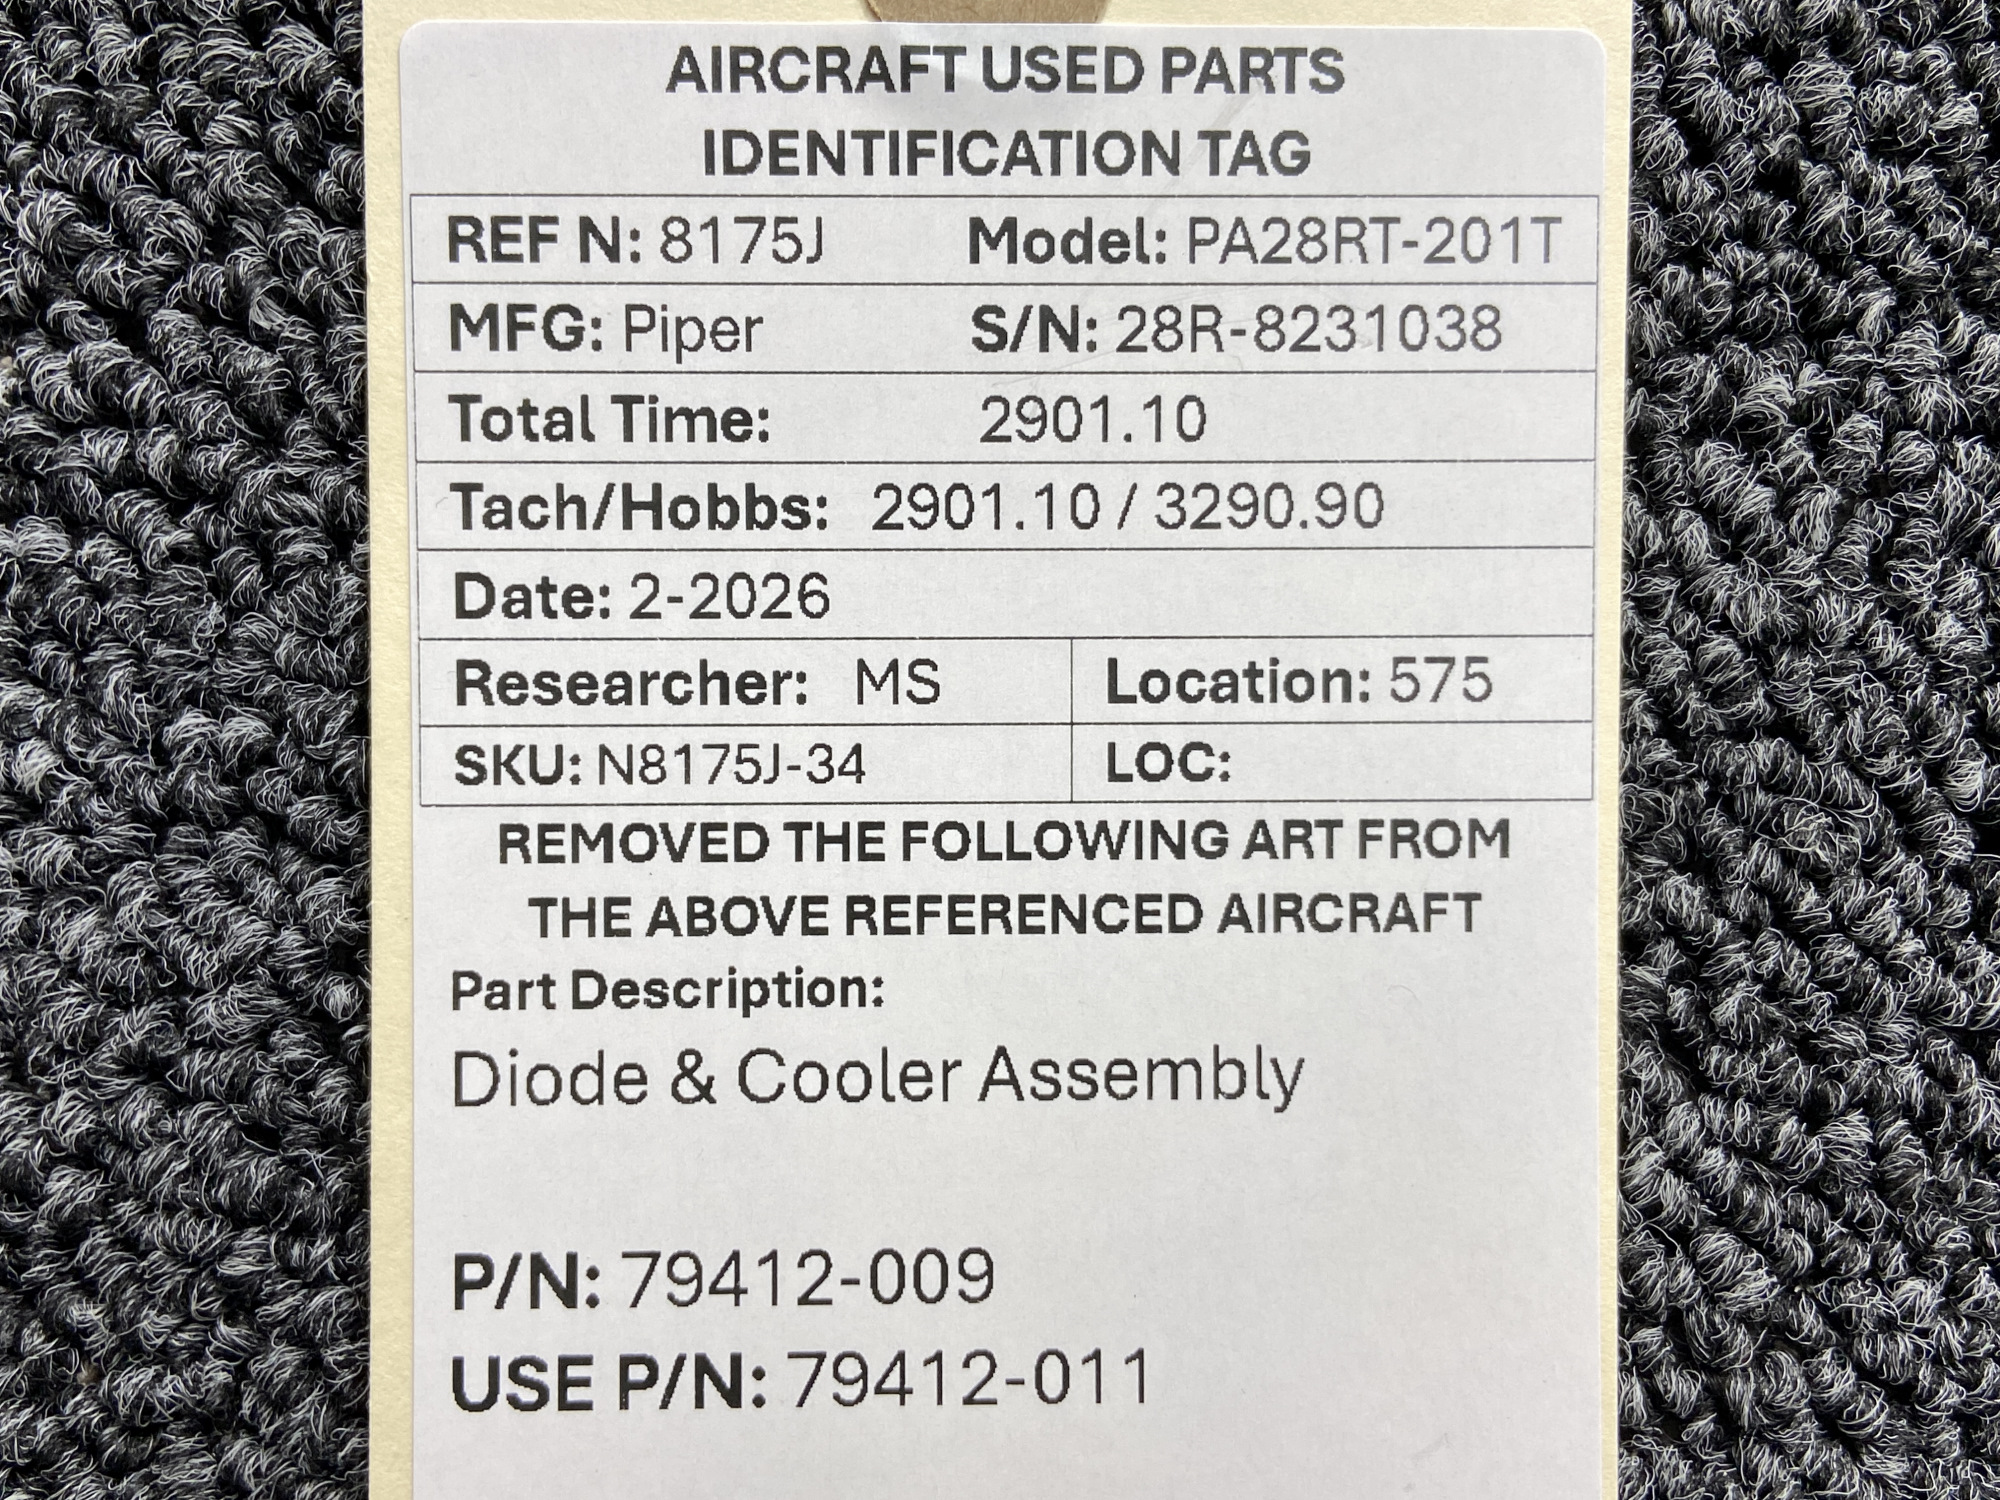 AIRCRAFT USED PARTS
IDENTIFICATION TAG
REF N: 8175J Model: PA28RT-201T
MFG: Piper S/N: 28R-8231038
Total Time: 2901.10
Tach/Hobbs: 2901.10 / 3290.90
Date: 2-2026
Researcher: MS Location: 575
SKU: N8175J-34 LOC:
REMOVED THE FOLLOWING ART FROM
THE ABOVE REFERENCED AIRCRAFT
Part Description:
Diode & Cooler Assembly
P/N: 79412-009
USE P/N: 79412-011